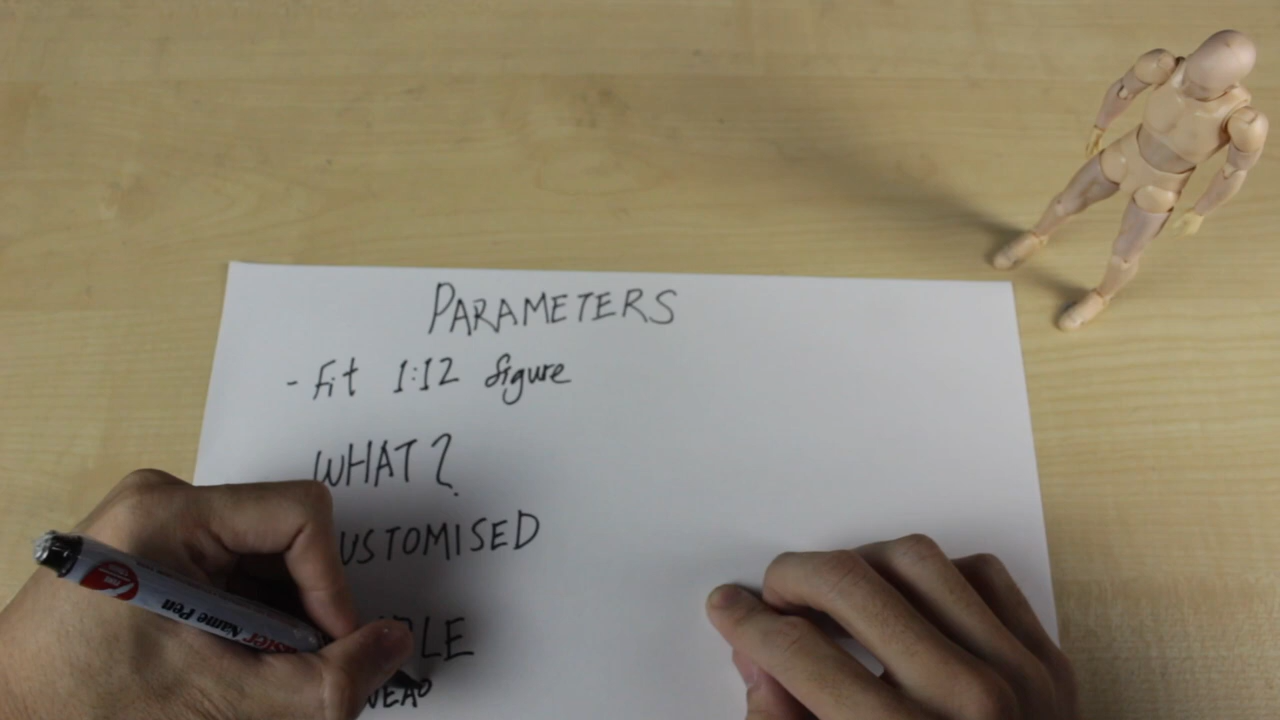 PARAMETERS
- Fit 1:12 figure
WHAT?
USTOMISED
Name Pen